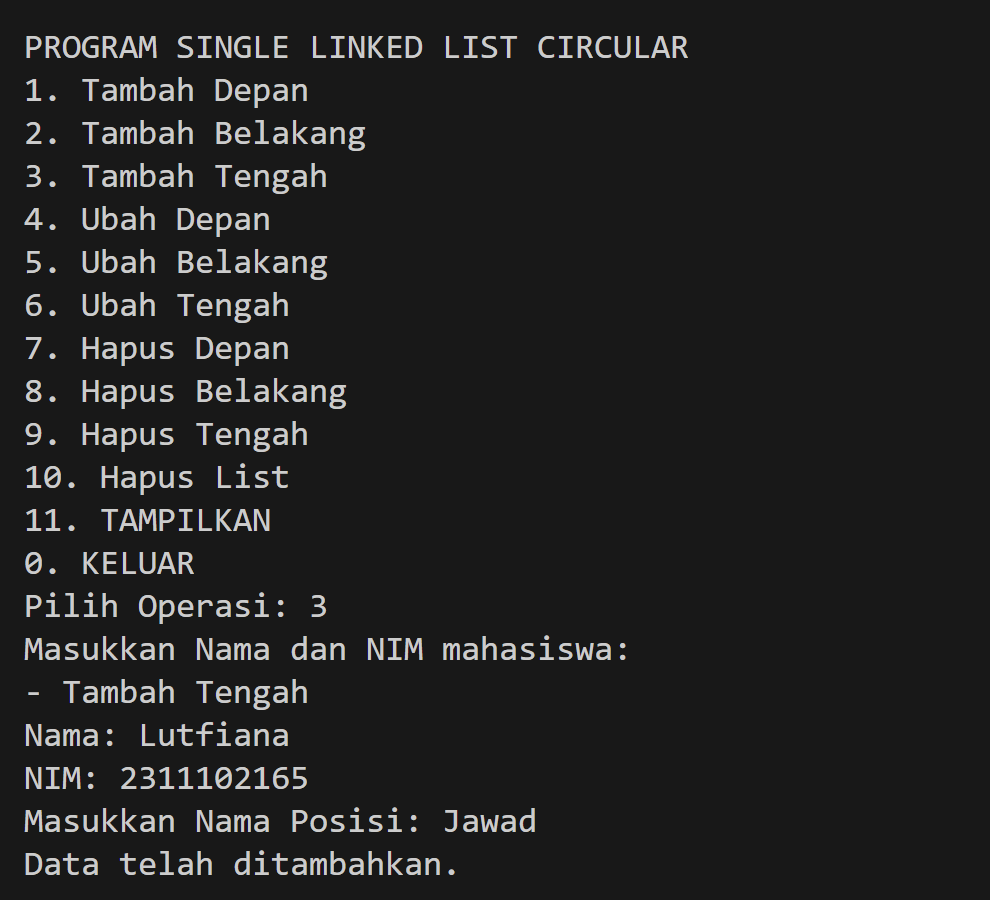 PROGRAM SINGLE LINKED LIST CIRCULAR
1. Tambah Depan
2. Tambah Belakang
3. Tambah Tengah
4. Ubah Depan
5. Ubah Belakang
6. Ubah Tengah
7. Hapus Depan
8. Hapus Belakang
9. Hapus Tengah
10. Hapus List
11. TAMPILKAN
0. KELUAR
Pilih Operasi: 3
Masukkan Nama dan NIM mahasiswa:
- Tambah Tengah
Nama: Lutfiana
NIM: 2311102165
Masukkan Nama Posisi: Jawad
Data telah ditambahkan.